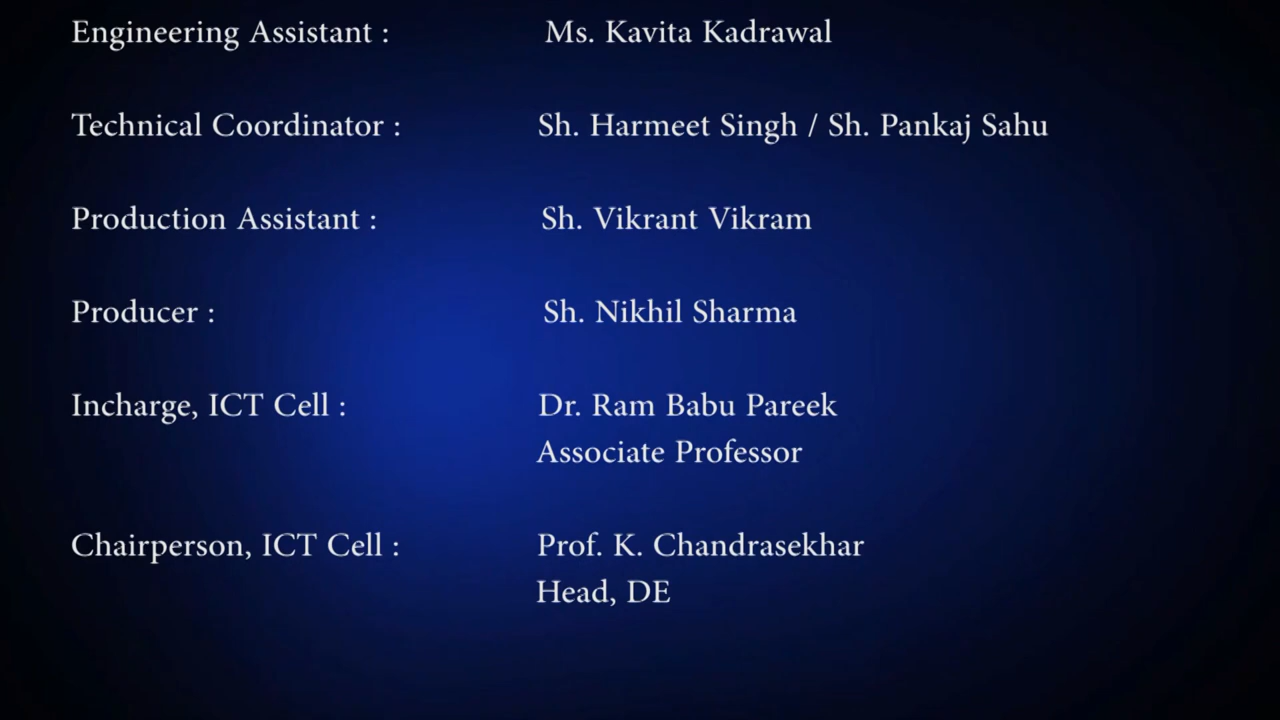 Engineering Assistant : Ms. Kavita Kadrawal
Technical Coordinator : Sh. Harmeet Singh / Sh. Pankaj Sahu
Production Assistant : Sh. Vikrant Vikram
Producer : Sh. Nikhil Sharma
Incharge, ICT Cell : Dr. Ram Babu Pareek
Associate Professor
Chairperson, ICT Cell : Prof. K. Chandrasekhar
Head, DE